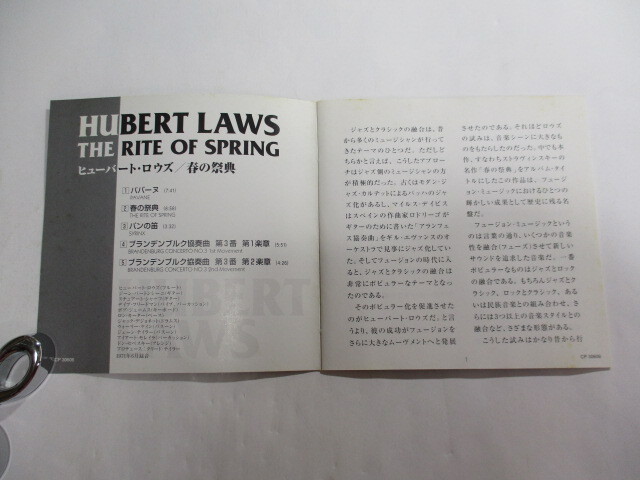 HUBERT LAWS
THE RITE OF SPRING
ヒューバート・ロウズ／春の祭典
1 パバーヌ (7:41)
PAVANE
2 春の祭典
THE RITE OF SPRING
3 パンの笛
SYRINX
4 ブランデンブルク協奏曲 第3番 第1楽章
BRANDENBURG CONCERTO NO.3 1st Movement
5 ブランデンブルク協奏曲 第3番 第2楽章
BRANDENBURG CONCERTO NO.3 2nd Movement
ヒューバート・ロウズ(フルート)
ジャズとクラシックの融合は、昔
から多くのミュージシャンが行って
きたテーマのひとつだ。ただしど
ちらかと言えば、こうしたアプロー
チはジャズ側のミュージシャンの方
が積極的だった。古くはモダン・ジ
ャズ・カルテットによるバッハのジャ
ズ化があるし、マイルス・デイビス
はスペインの作曲家ロドリーゴが
ギターのために書いた「アランフェ
ス協奏曲」をギル・エヴァンスのオ
ーケストラで見事にジャズ化してい
た。そしてフュージョンの時代に入
ると、ジャズとクラシックの融合は
非常にポピュラーなテーマとなっ
たのである。
そのポピュラー化を促進させた
のがヒューバート・ロウズだ、と言
うより、彼の成功がフュージョンを
さらに大きなムーヴメントへと発展
させたのである。それほどロウズ
の試みは、音楽シーンに大きなも
のをもたらしたのだった。中でも本
作、すなわちストラヴィンスキーの
名作「春の祭典」をアルバム・タイ
トルにしたこの作品は、フュージ
ョン・ミュージックにおけるひとつの
輝かしい成果として歴史に残る名
盤だ。
フュージョン・ミュージックという
のは言葉の通り、いくつかの音楽
性を融合(フューズ)させて新しい
サウンドを追求した音楽だ。一番
ポピュラーなものはジャズとロック
の融合である。もちろんジャズとク
ラシック、ロックとクラシック、ある
いは民族音楽との組み合わせ、さ
らには3つ以上の音楽スタイルとの
融合など、さまざまな形態がある。
こうした試みはかなり昔から行
1